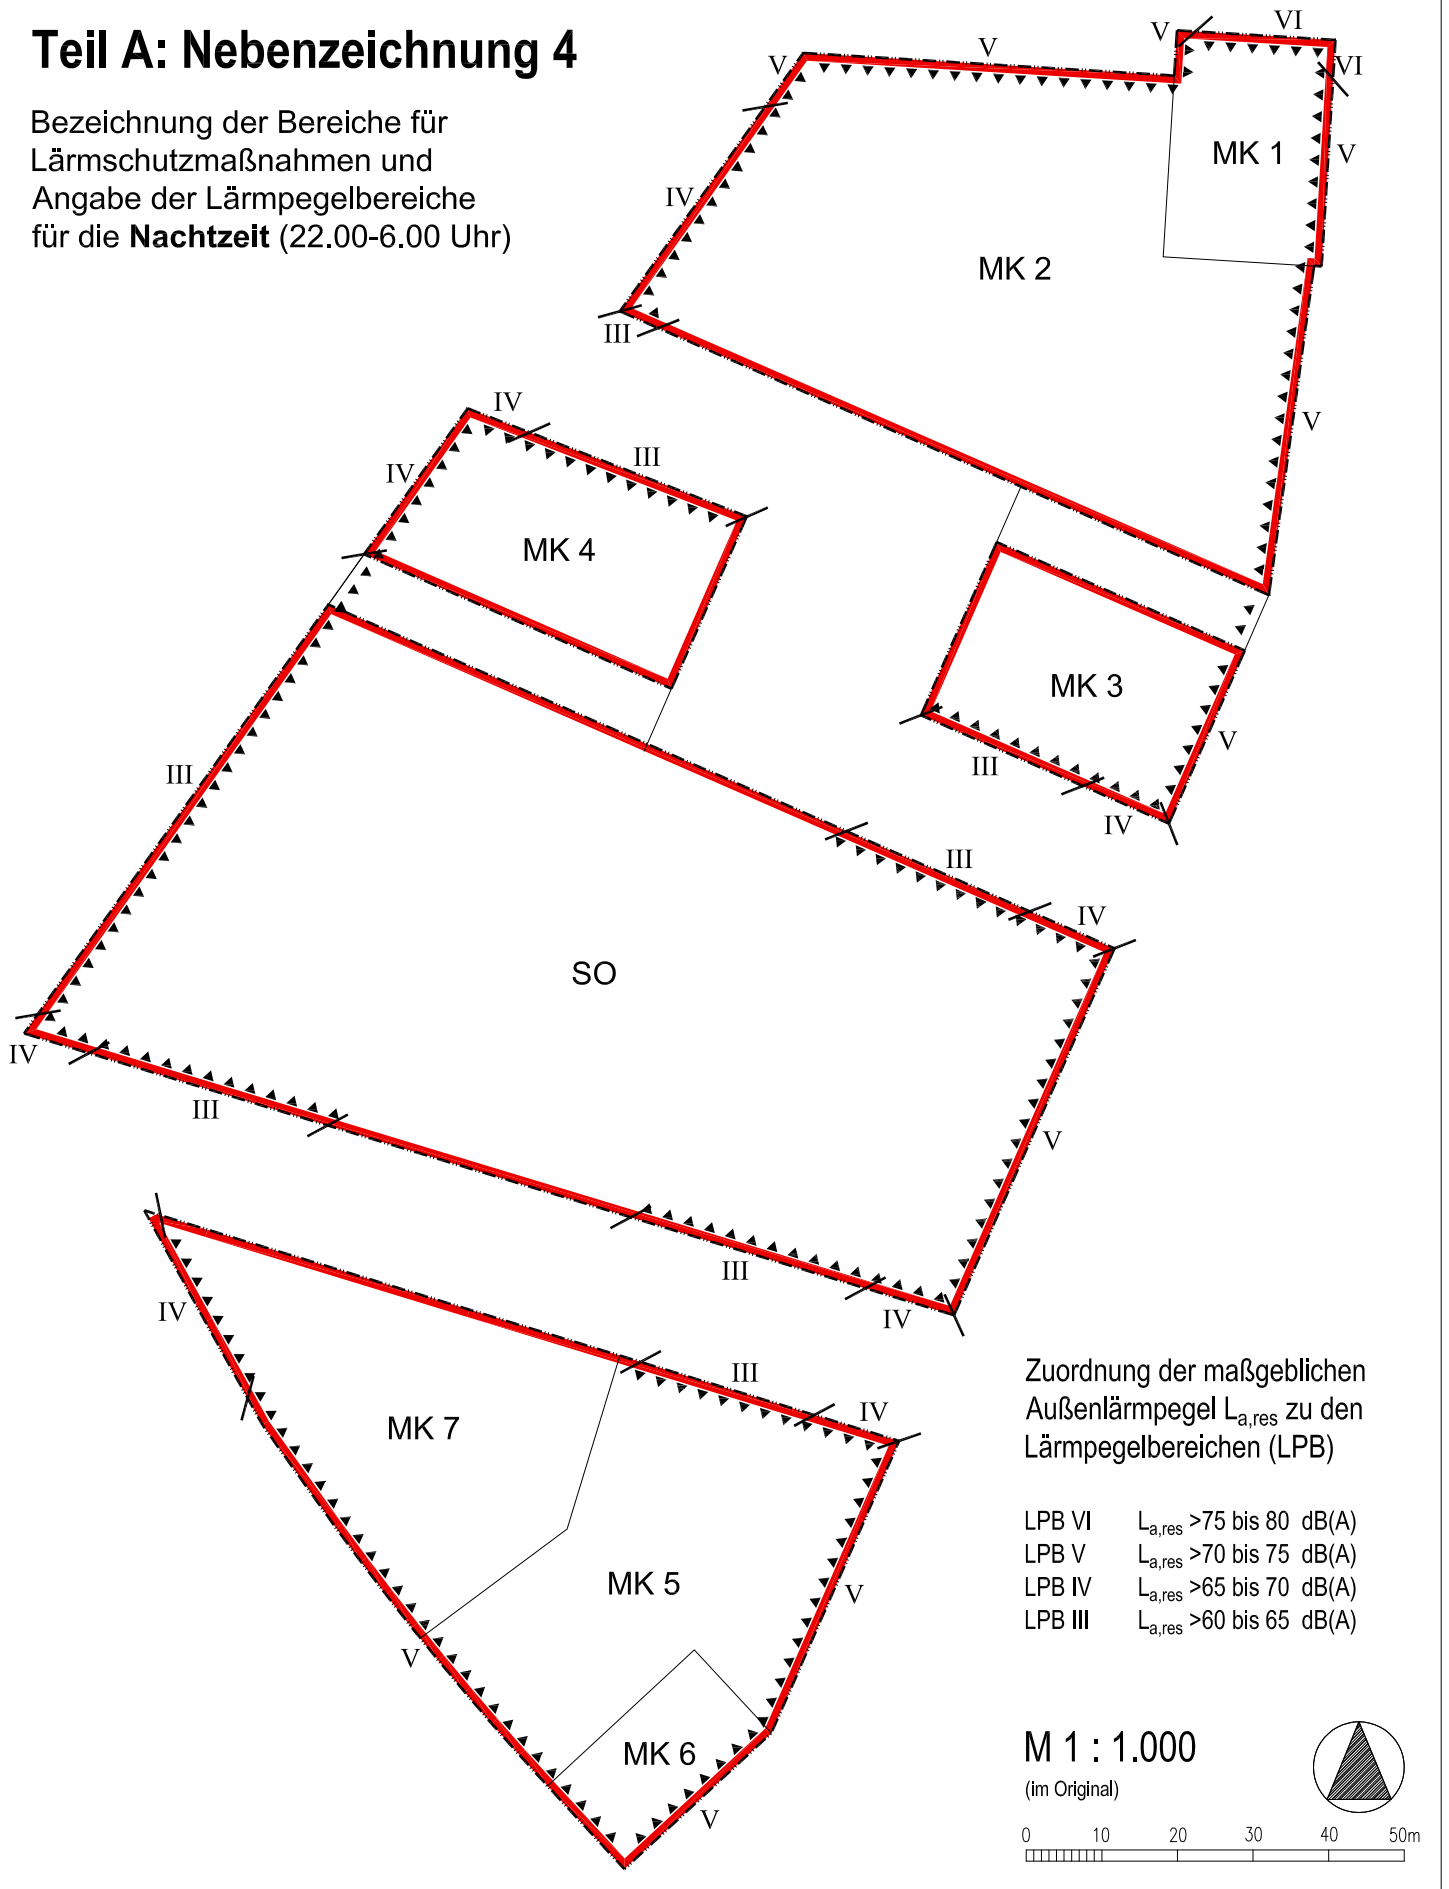 Teil A: Nebenzeichnung 4
Bezeichnung der Bereiche für
Lärmschutzmaßnahmen und
Angabe der Lärmpegelbereiche
für die Nachtzeit (22.00-6.00 Uhr)
V
VI
V
V
VI
MK 1
V
IV
MK 2
III
V
IV
III
IV
MK 4
MK 3
V
III
III
IV
III
IV
SO
IV
III
V
III
IV
IV
III
IV
MK 7
MK 5
V
V
MK 6
V
Zuordnung der maßgeblichen
Außenlärmpegel La,res zu den
Lärmpegelbereichen (LPB)
LPB VI La,res >75 bis 80 dB(A)
LPB V La,res >70 bis 75 dB(A)
LPB IV La,res >65 bis 70 dB(A)
LPB III La,res >60 bis 65 dB(A)
M 1 : 1.000
(im Original)
0 10 20 30 40 50m